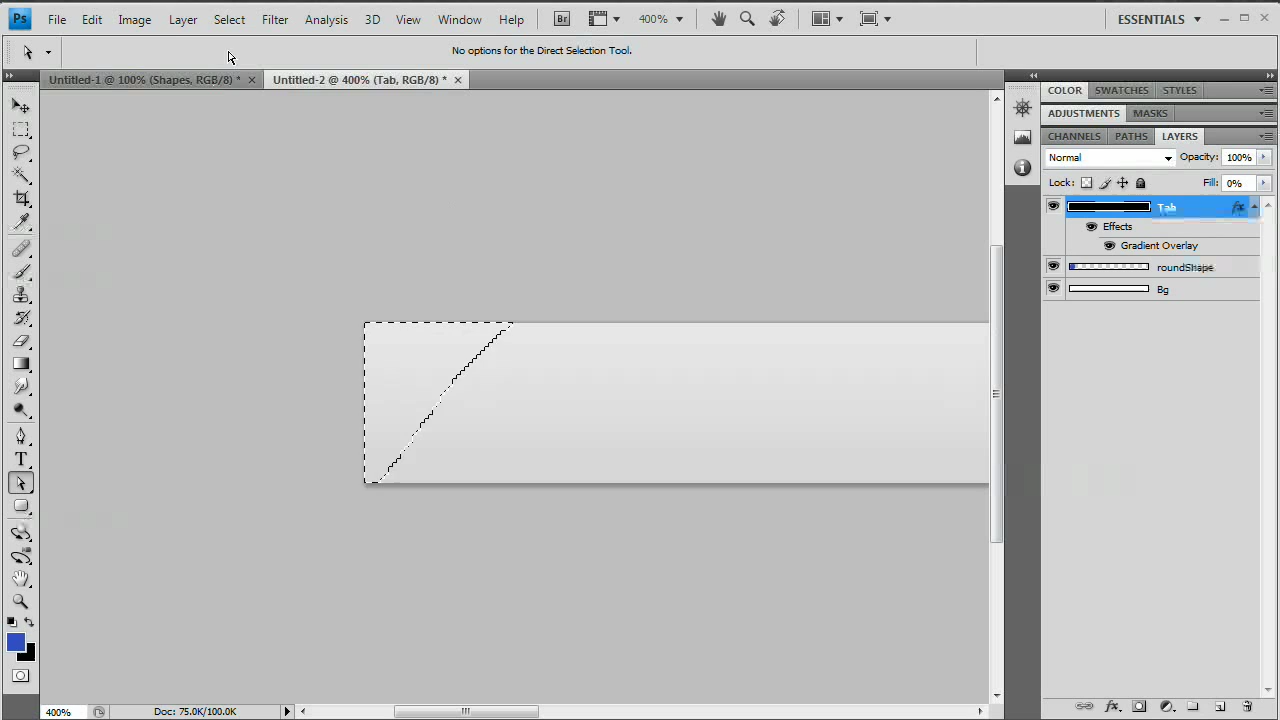 Ps File Edit Image Layer Select Filter Analysis 3D View Window Help Br 400% ESSENTIALS
No options for the Direct Selection Tool.
Untitled-1 @ 100% (Shapes, RGB/8) * Untitled-2 @ 400% (Tab, RGB/8) *
COLOR SWATCHES STYLES
ADJUSTMENTS MASKS
CHANNELS PATHS LAYERS
Normal Opacity: 100%
Lock: Fill: 0%
Tab fx
Effects
Gradient Overlay
roundShape
Bg
T
400% Doc: 75.0K/100.0K fx